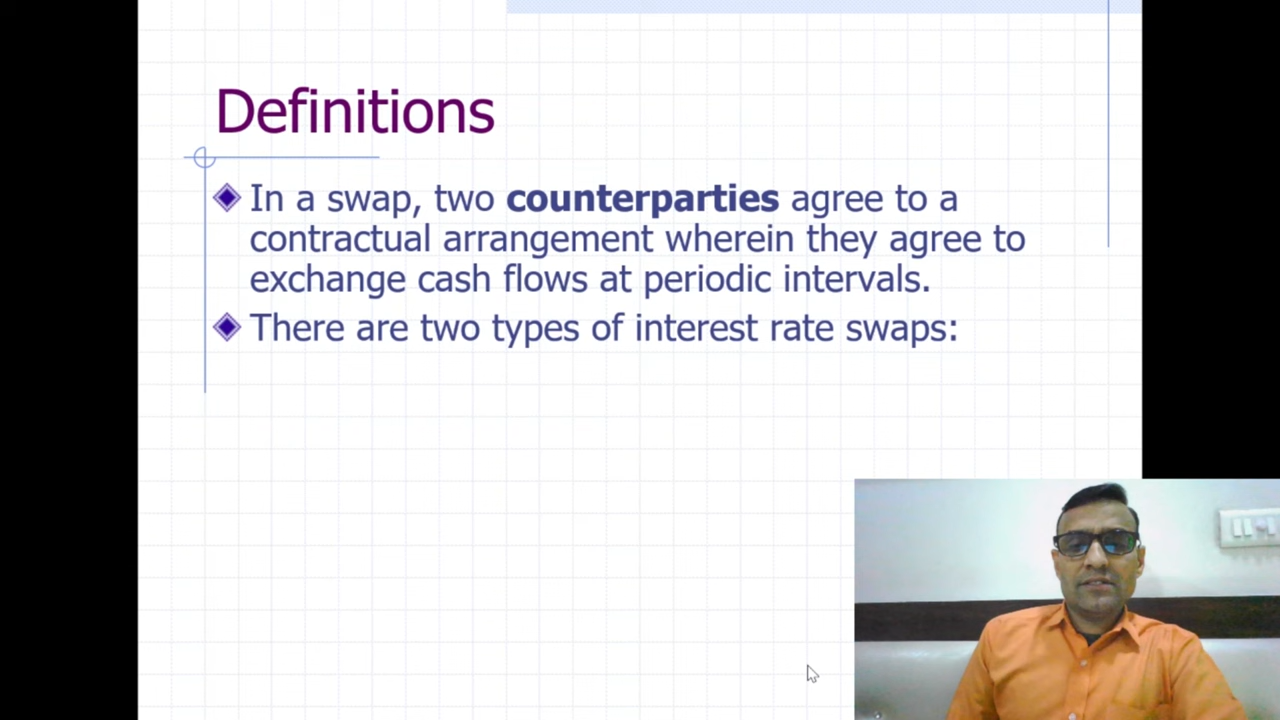 Definitions
In a swap, two counterparties agree to a
contractual arrangement wherein they agree to
exchange cash flows at periodic intervals.
There are two types of interest rate swaps: